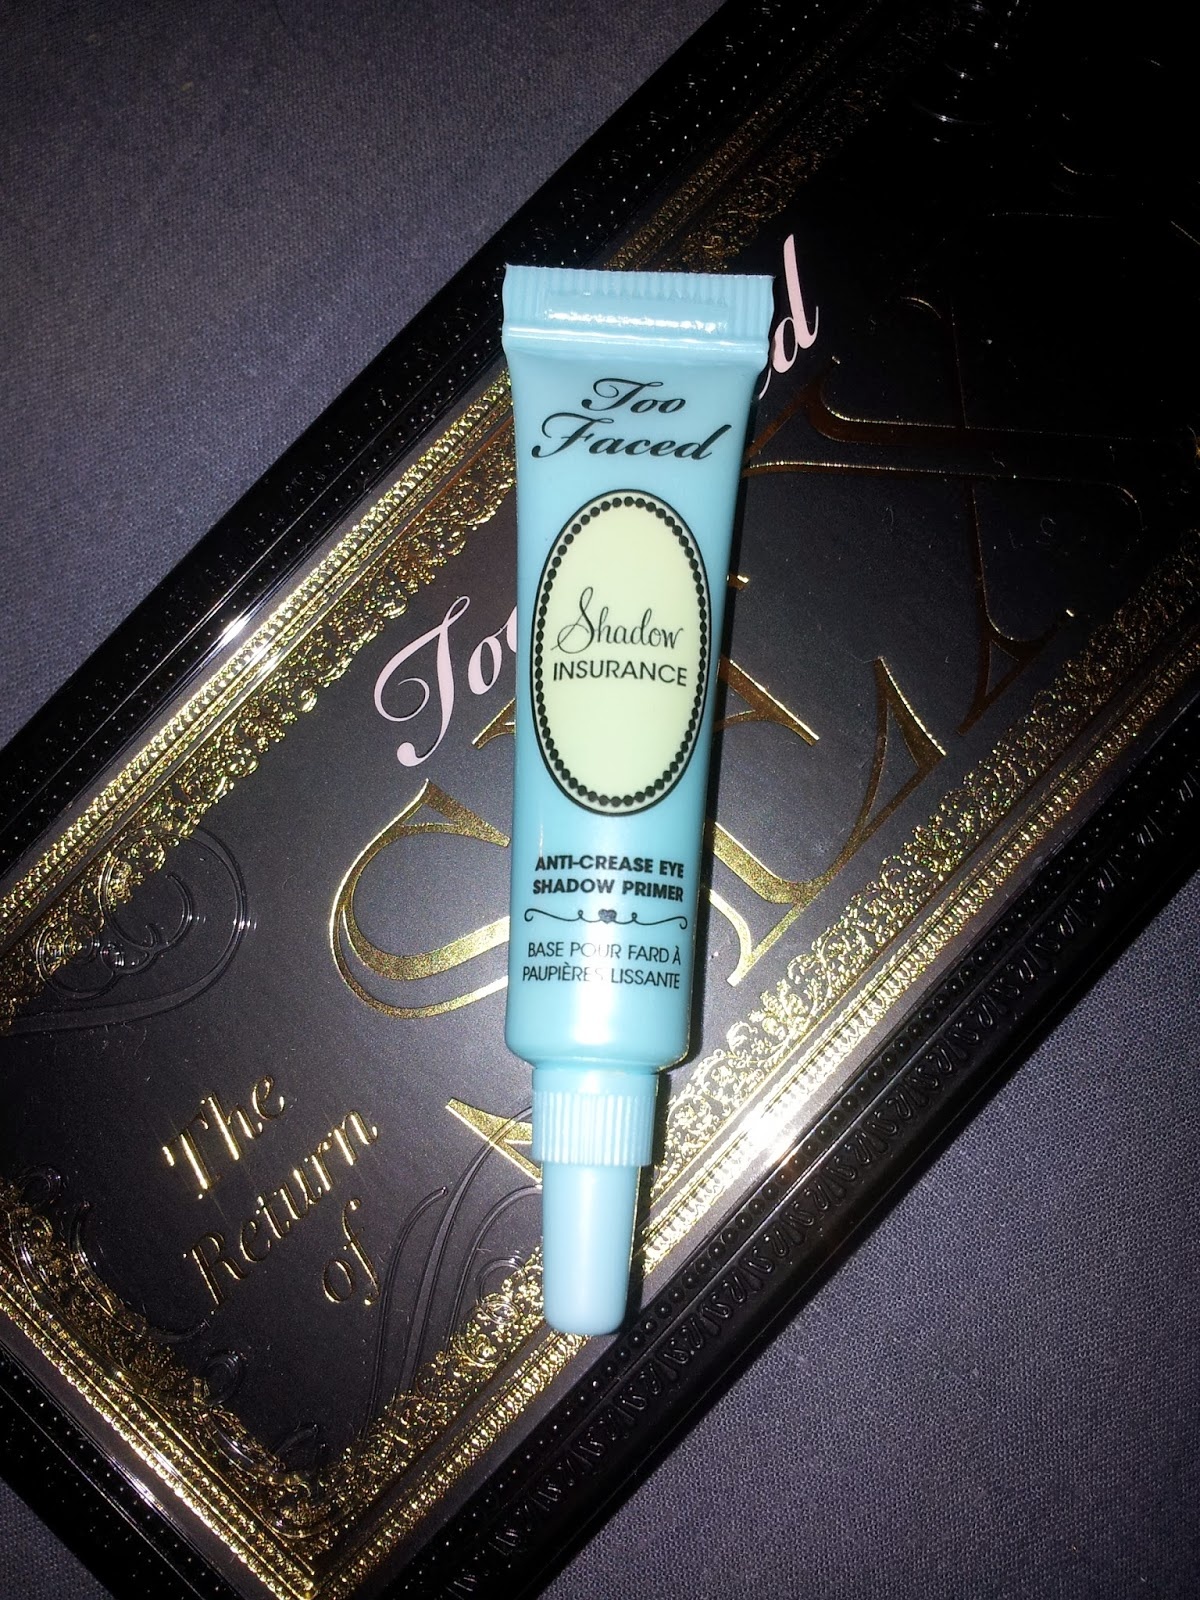 Too
Faced
Shadow
INSURANCE
ANTI-CREASE EYE
SHADOW PRIMER
BASE POUR FARD À
PAUPIÈRES LISSANTE
The
Return
of